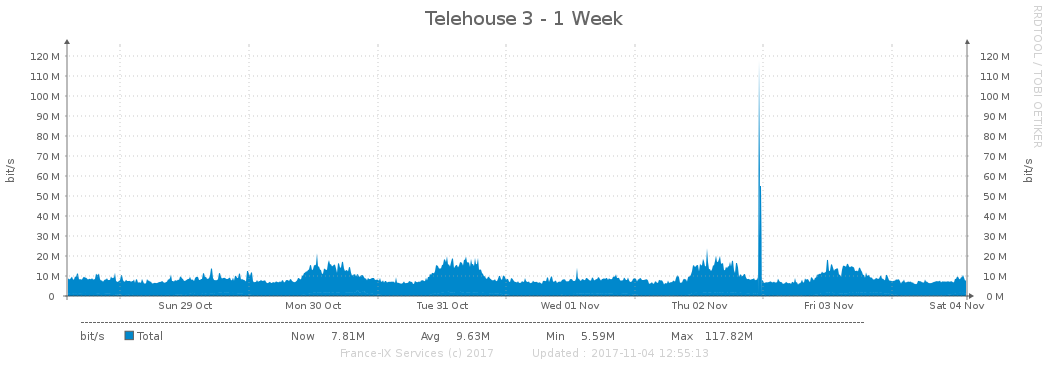 Telehouse 3 - 1 Week
RRDTOOL / TOBI OETIKER
bit/s
bit/s
120 M 120 M
110 M 110 M
100 M 100 M
90 M 90 M
80 M 80 M
70 M 70 M
60 M 60 M
50 M 50 M
40 M 40 M
30 M 30 M
20 M 20 M
10 M 10 M
0 0 M
Sun 29 Oct Mon 30 Oct Tue 31 Oct Wed 01 Nov Thu 02 Nov Fri 03 Nov Sat 04 Nov
bit/s Total Now 7.81M Avg 9.63M Min 5.59M Max 117.82M
France-IX Services (c) 2017 Updated : 2017-11-04 12:55:13